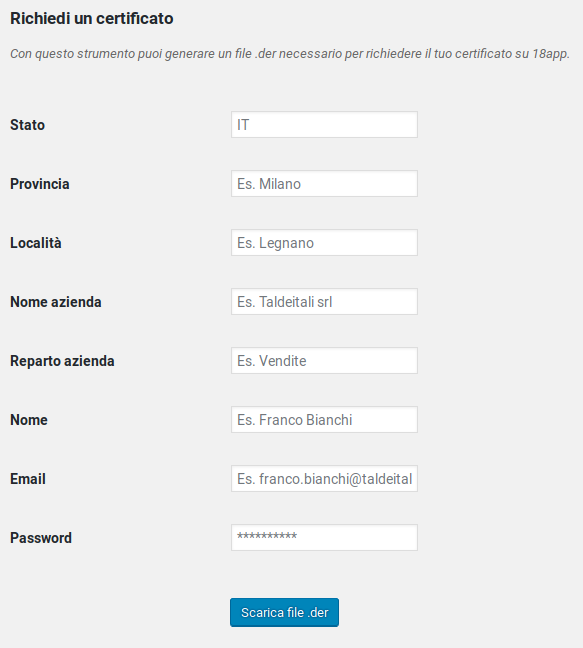 Richiedi un certificato
Con questo strumento puoi generare un file .der necessario per richiedere il tuo certificato su 18app.
Stato
IT
Provincia
Es. Milano
Località
Es. Legnano
Nome azienda
Es. Taldeitali srl
Reparto azienda
Es. Vendite
Nome
Es. Franco Bianchi
Email
Es. franco.bianchi@taldeital
Password
**********
Scarica file .der